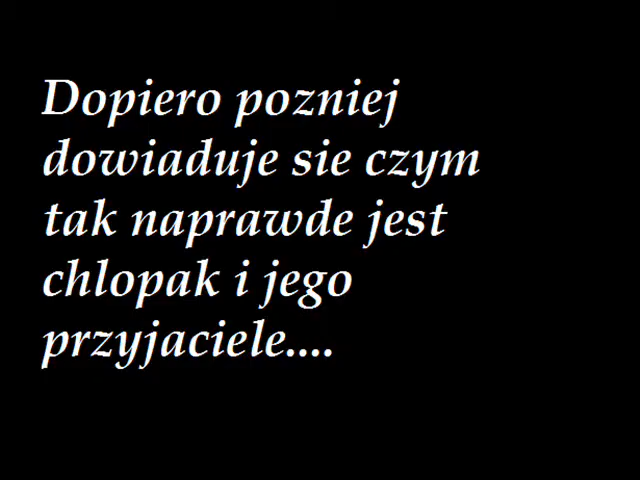 Dopiero pozniej
dowiaduje sie czym
tak naprawde jest
chlopak i jego
przyjaciele....